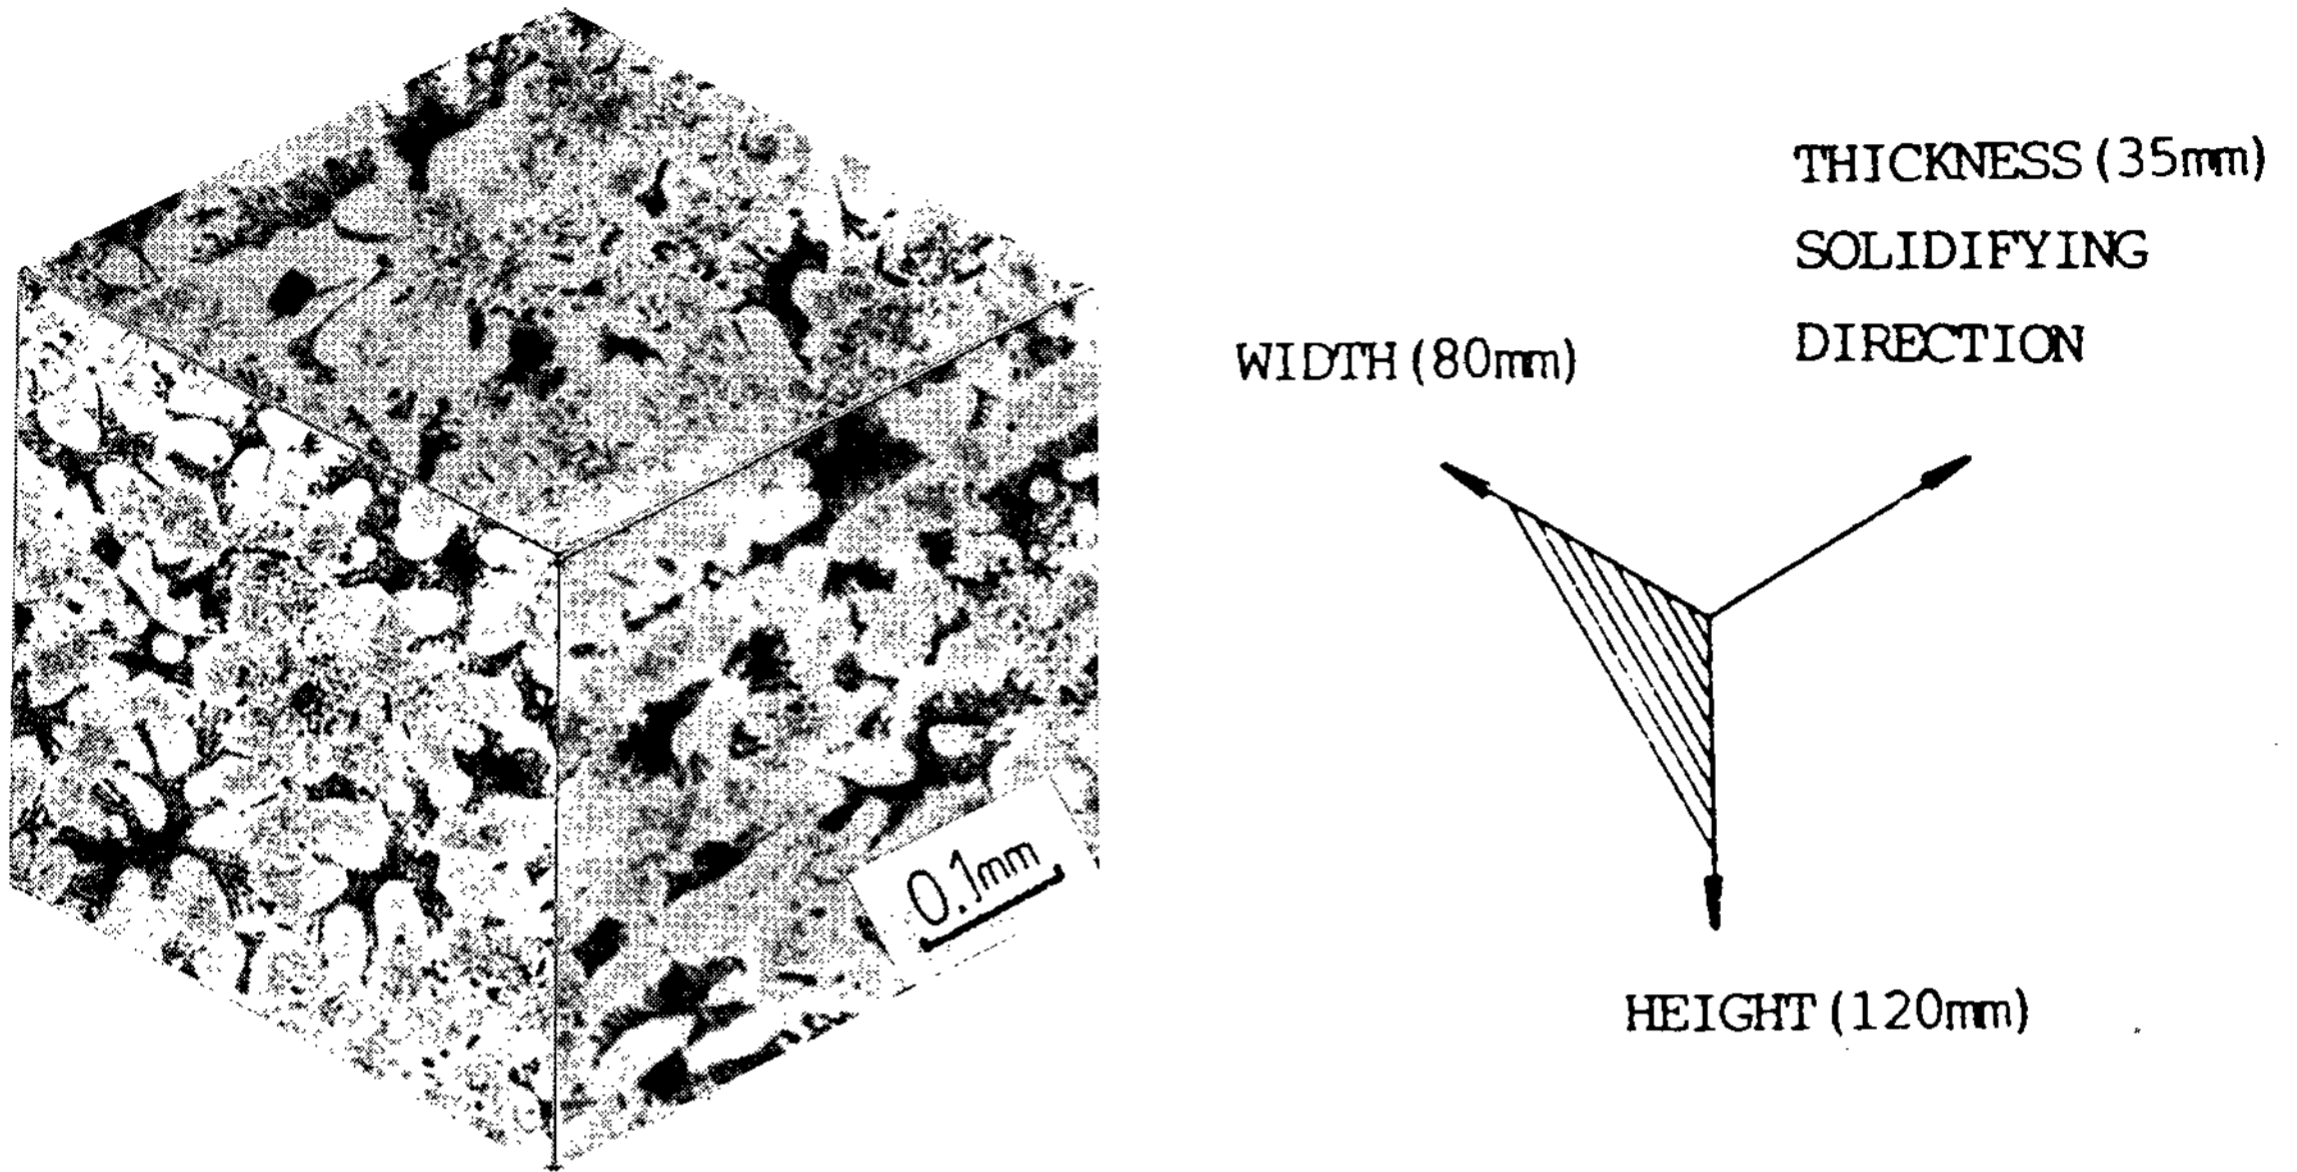 THICKNESS (35mm)
SOLIDIFYING
DIRECTION
WIDTH (80mm)
0.1mm
HEIGHT (120mm)